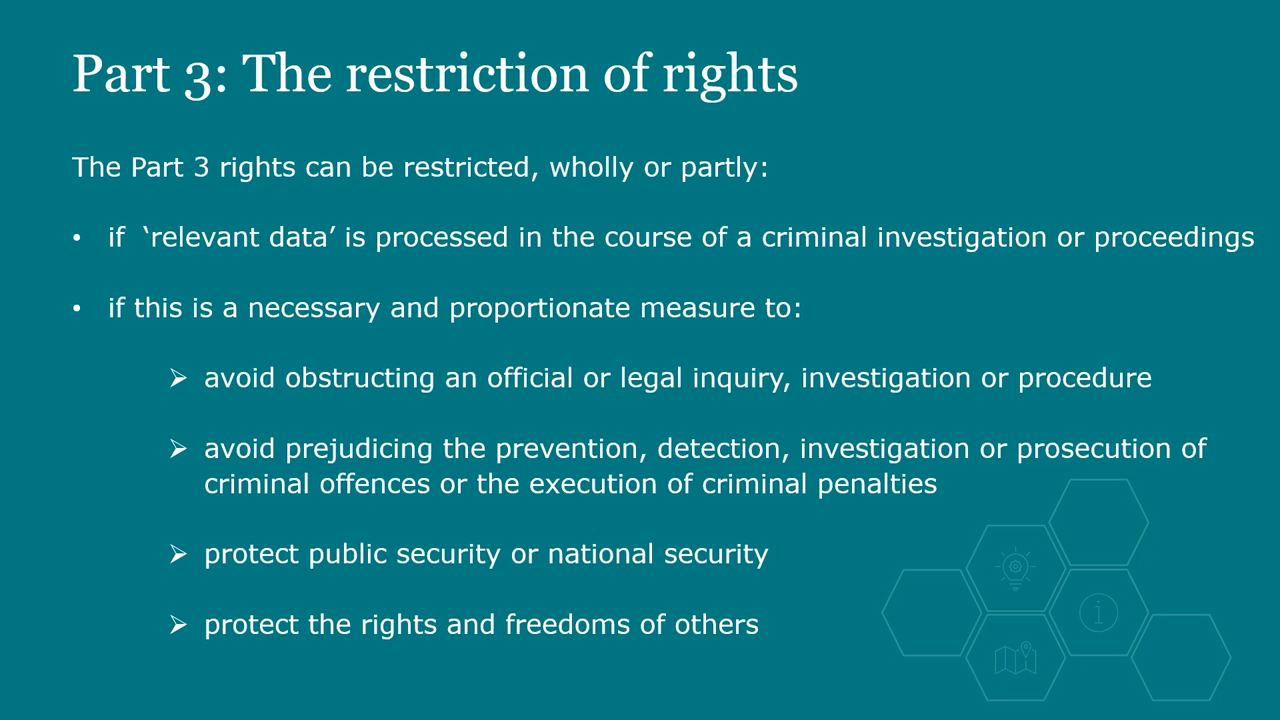 Part 3: The restriction of rights
The Part 3 rights can be restricted, wholly or partly:
• if ‘relevant data’ is processed in the course of a criminal investigation or proceedings
• if this is a necessary and proportionate measure to:
➢ avoid obstructing an official or legal inquiry, investigation or procedure
➢ avoid prejudicing the prevention, detection, investigation or prosecution of
criminal offences or the execution of criminal penalties
➢ protect public security or national security
➢ protect the rights and freedoms of others
i